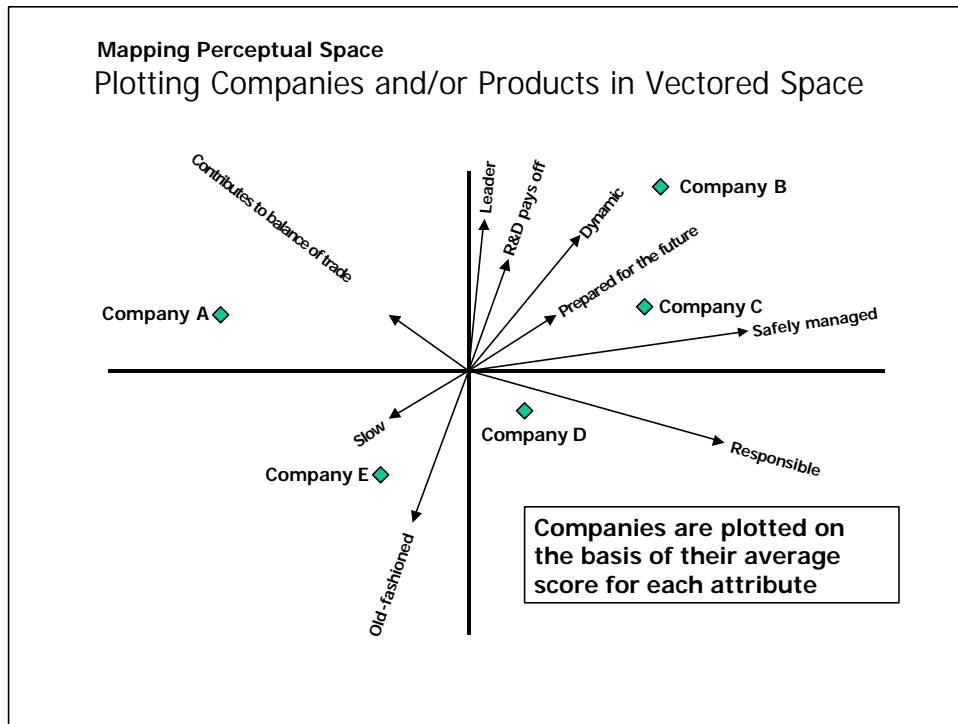 Mapping Perceptual Space
Plotting Companies and/or Products in Vectored Space
Contributes to balance of trade
Leader
R&D pays off
Dynamic
Company B
Prepared for the future
Company A
Company C
Safely managed
Slow
Company D
Company E
Responsible
Old-fashioned
Companies are plotted on
the basis of their average
score for each attribute